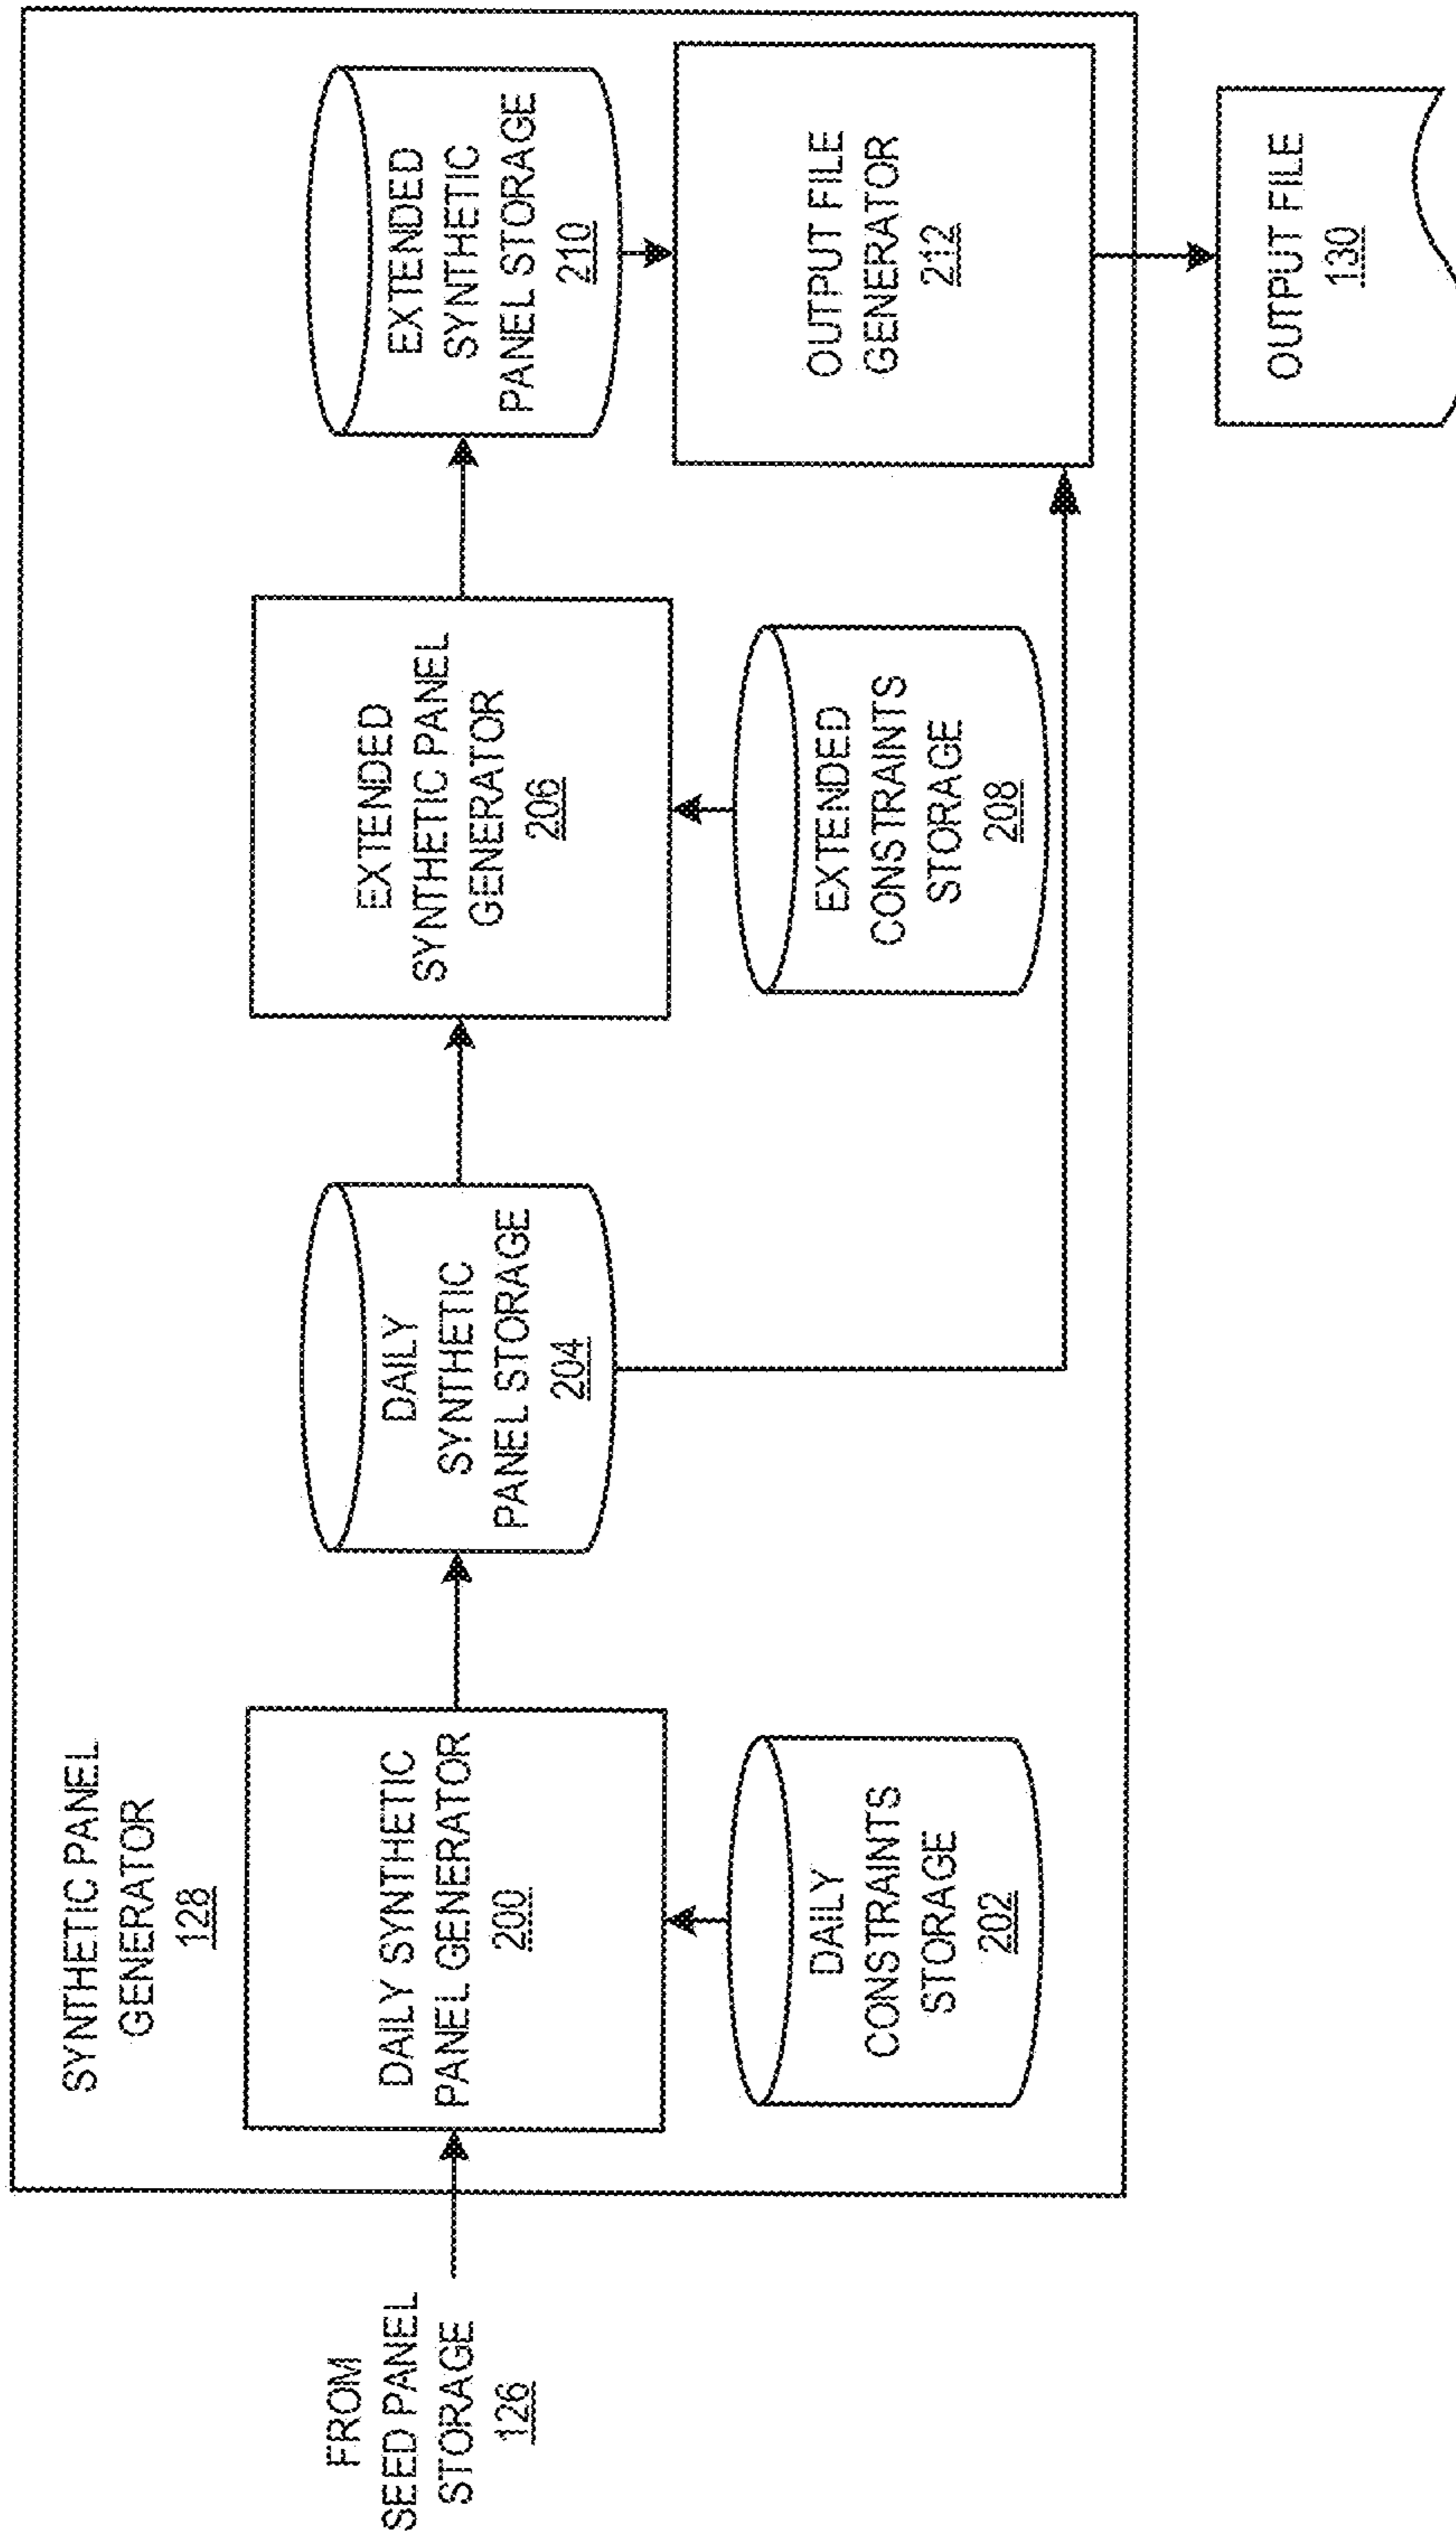 SYNTHETIC PANEL
GENERATOR
128
FROM
SEED PANEL
STORAGE
126
DAILY SYNTHETIC
PANEL GENERATOR
200
DAILY
CONSTRAINTS
STORAGE
202
DAILY
SYNTHETIC
PANEL STORAGE
204
EXTENDED
SYNTHETIC PANEL
GENERATOR
206
EXTENDED
CONSTRAINTS
STORAGE
208
EXTENDED
SYNTHETIC
PANEL STORAGE
210
OUTPUT FILE
GENERATOR
212
OUTPUT FILE
130